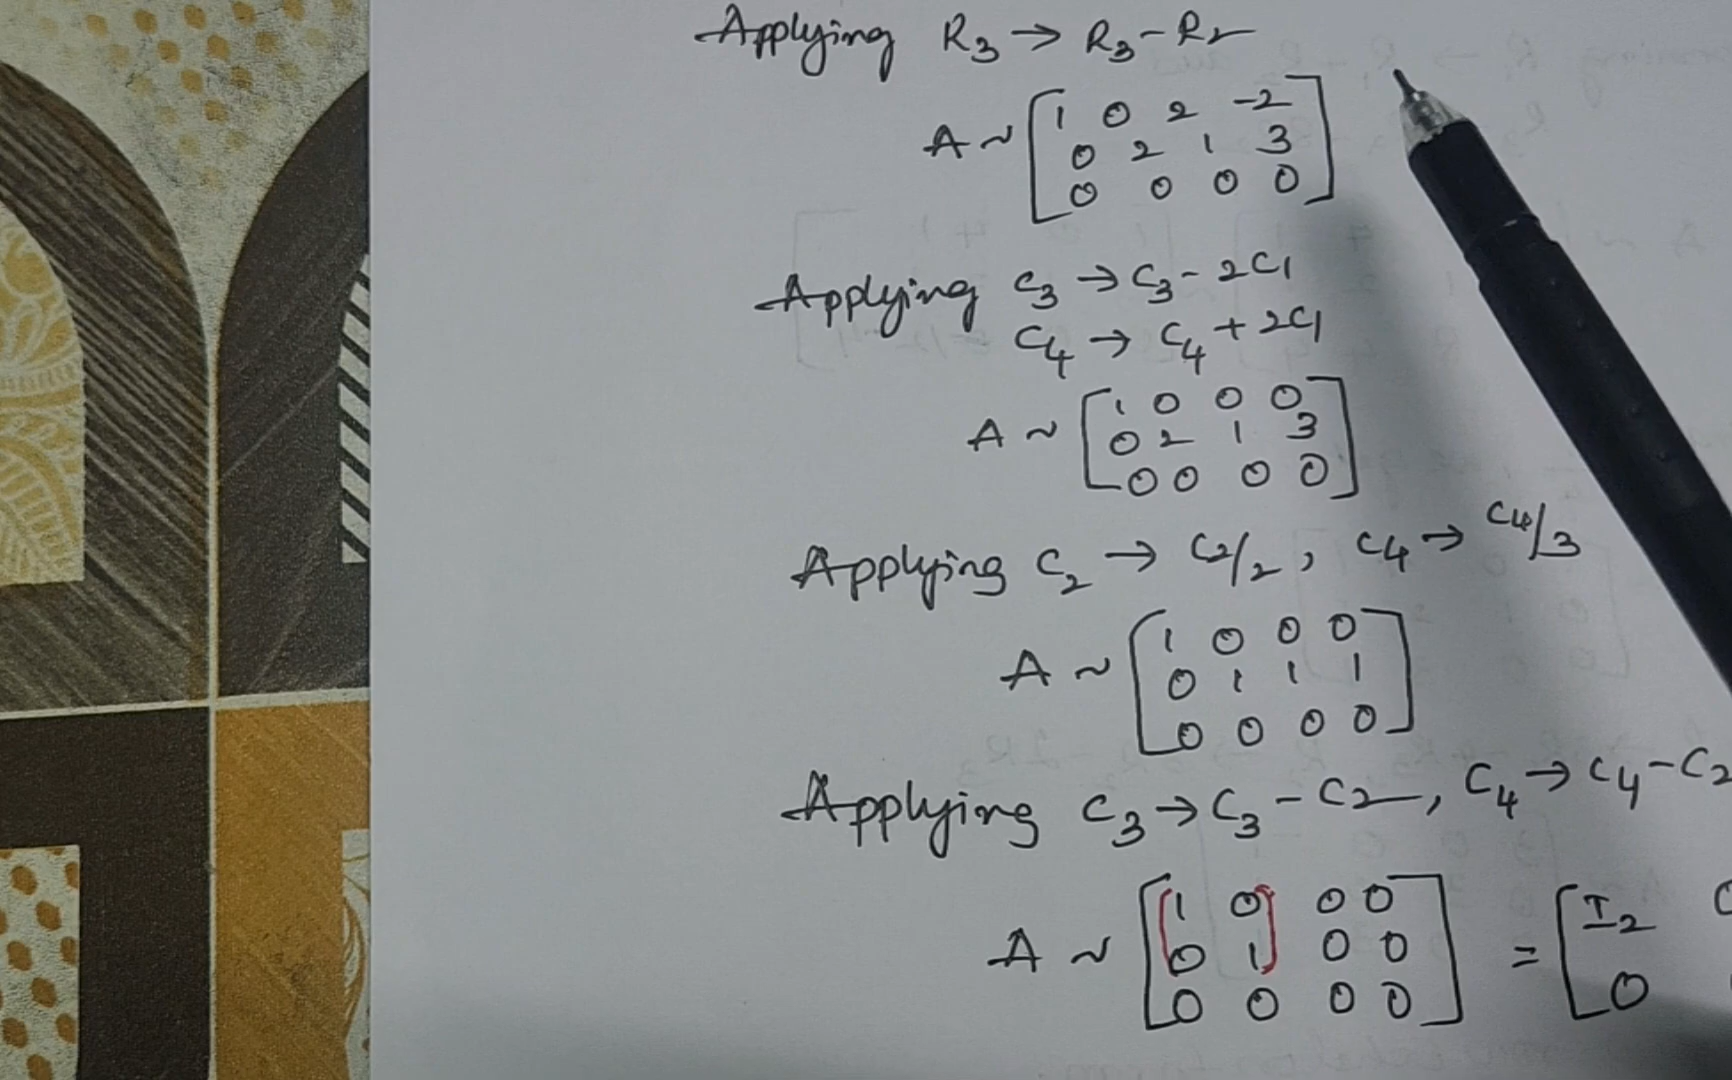 Applying R₃ → R₃ - R₂
A ~ [ 1 0 2 -2
0 2 1 3
0 0 0 0 ]
Applying C₃ → C₃ - 2C₁
C₄ → C₄ + 2C₁
A ~ [ 1 0 0 0
0 2 1 3
0 0 0 0 ]
Applying C₂ → C₂/2, C₄ → C₄/3
A ~ [ 1 0 0 0
0 1 1 1
0 0 0 0 ]
Applying C₃ → C₃ - C₂, C₄ → C₄ - C₂
A ~ [ 1 0 0 0
0 1 0 0 = [ I₂
0 0 0 0 ] 0